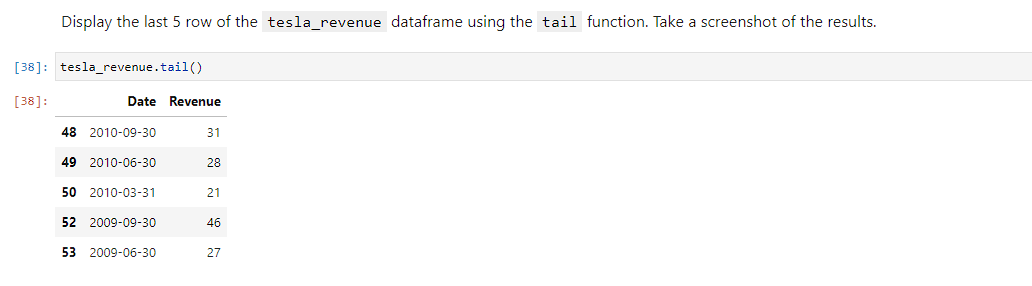 Display the last 5 row of the tesla_revenue dataframe using the tail function. Take a screenshot of the results.
[38]: tesla_revenue.tail()
[38]: Date Revenue
48 2010-09-30 31
49 2010-06-30 28
50 2010-03-31 21
52 2009-09-30 46
53 2009-06-30 27